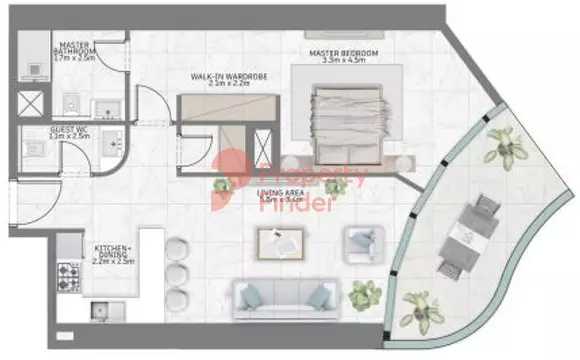 MASTER
BATHROOM
1.7m x 2.5m
MASTER BEDROOM
3.3m x 4.5m
WALK-IN WARDROBE
2.1m x 2.2m
GUEST WC
1.1m x 2.5m
Property
Finder
LIVING AREA
5.8m x 3.4m
KITCHEN+
DINING
2.2m x 2.5m